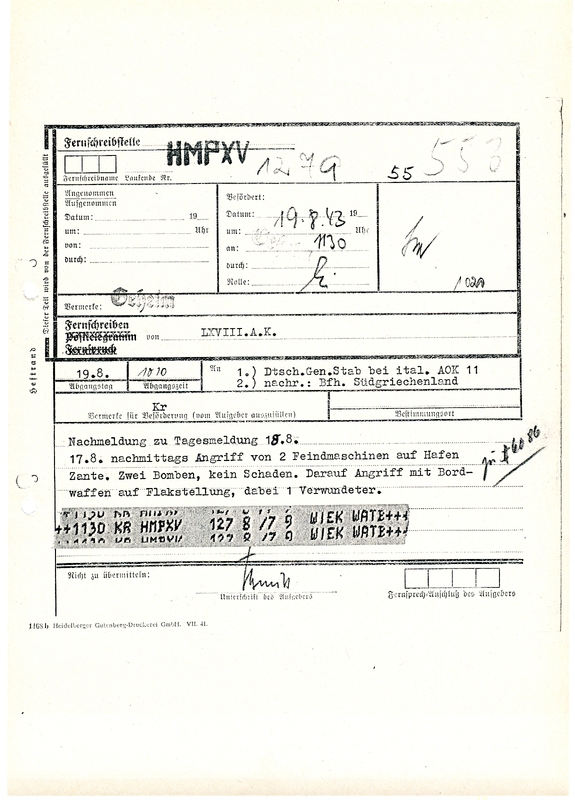 Dieser Teil wird von der Fernschreibstelle ausgefüllt
Heftrand
Fernschreibstelle
HMPXV
1279
55
553
Fernschreibname Laufende Nr.
Angenommen
Aufgenommen
Datum: 19
um: Uhr
von:
durch:
Befördert:
Datum: 19.8.43 19
um: 1130 Uhr
an:
durch:
Rolle:
Vermerke: Geheim
Fernschreiben
Postelegramm von LXVIII.A.K.
Fernspruch
19.8.
1010
Abgangstag
Abgangszeit
An 1.) Dtsch.Gen.Stab bei ital. AOK 11
2.) nachr.: Bfh. Südgriechenland
Kr
Vermerke für Beförderung (vom Aufgeber auszufüllen)
Bestimmungsort
Nachmeldung zu Tagesmeldung 18.8.
17.8. nachmittags Angriff von 2 Feindmaschinen auf Hafen
Zante. Zwei Bomben, kein Schaden. Darauf Angriff mit Bord-
waffen auf Flakstellung, dabei 1 Verwundeter.
++1130 KR HMPXV 127 8 /7 9 WIEK WATB+++
Nicht zu übermitteln:
Unterschrift des Aufgebers
Fernsprech/Anschluß des Aufgebers
1168b Heidelberger Gutenberg-Druckerei GmbH. VII. 41.